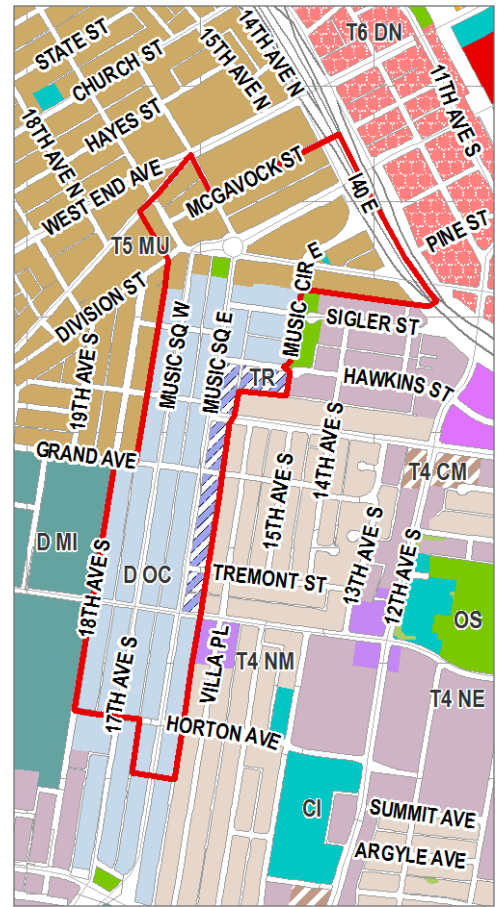 STATE ST
CHURCH ST
15TH AVE N
14TH AVE N
T6 DN
11TH AVE S
18TH AVE N
HAYES ST
WEST END AVE
MCGAVOCK ST
I40 E
PINE ST
T5 MU
DIVISION ST
MUSIC SQ W
MUSIC SQ E
MUSIC CIR E
SIGLER ST
19TH AVE S
TR
HAWKINS ST
GRAND AVE
14TH AVE S
15TH AVE S
T4 CM
D MI
18TH AVE S
D OC
TREMONT ST
13TH AVE S
12TH AVE S
OS
VILLA PL
T4 NM
T4 NE
17TH AVE S
HORTON AVE
CI
SUMMIT AVE
ARGYLE AVE